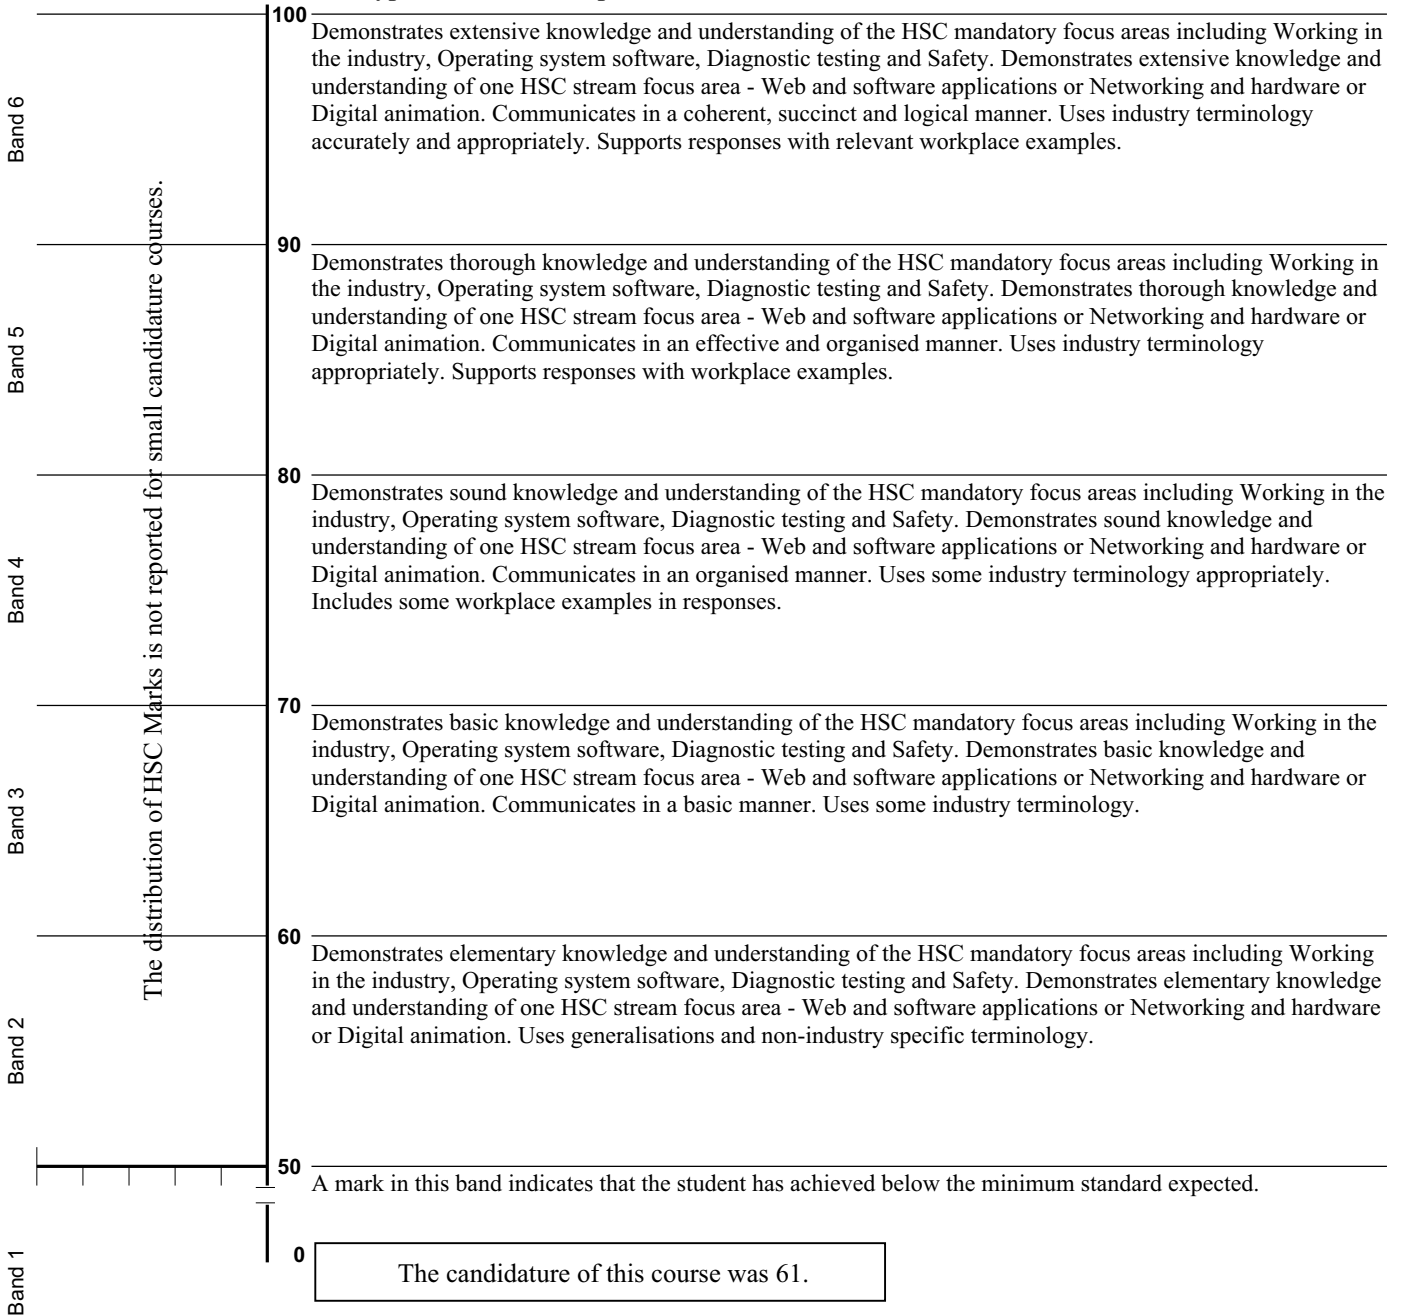 100
Demonstrates extensive knowledge and understanding of the HSC mandatory focus areas including Working in
the industry, Operating system software, Diagnostic testing and Safety. Demonstrates extensive knowledge and
understanding of one HSC stream focus area - Web and software applications or Networking and hardware or
Digital animation. Communicates in a coherent, succinct and logical manner. Uses industry terminology
accurately and appropriately. Supports responses with relevant workplace examples.
Band 6
The distribution of HSC Marks is not reported for small candidature courses.
90
Demonstrates thorough knowledge and understanding of the HSC mandatory focus areas including Working in
the industry, Operating system software, Diagnostic testing and Safety. Demonstrates thorough knowledge and
understanding of one HSC stream focus area - Web and software applications or Networking and hardware or
Digital animation. Communicates in an effective and organised manner. Uses industry terminology
appropriately. Supports responses with workplace examples.
Band 5
80
Demonstrates sound knowledge and understanding of the HSC mandatory focus areas including Working in the
industry, Operating system software, Diagnostic testing and Safety. Demonstrates sound knowledge and
understanding of one HSC stream focus area - Web and software applications or Networking and hardware or
Digital animation. Communicates in an organised manner. Uses some industry terminology appropriately.
Includes some workplace examples in responses.
Band 4
70
Demonstrates basic knowledge and understanding of the HSC mandatory focus areas including Working in the
industry, Operating system software, Diagnostic testing and Safety. Demonstrates basic knowledge and
understanding of one HSC stream focus area - Web and software applications or Networking and hardware or
Digital animation. Communicates in a basic manner. Uses some industry terminology.
Band 3
60
Demonstrates elementary knowledge and understanding of the HSC mandatory focus areas including Working
in the industry, Operating system software, Diagnostic testing and Safety. Demonstrates elementary knowledge
and understanding of one HSC stream focus area - Web and software applications or Networking and hardware
or Digital animation. Uses generalisations and non-industry specific terminology.
Band 2
50
A mark in this band indicates that the student has achieved below the minimum standard expected.
0
Band 1
The candidature of this course was 61.